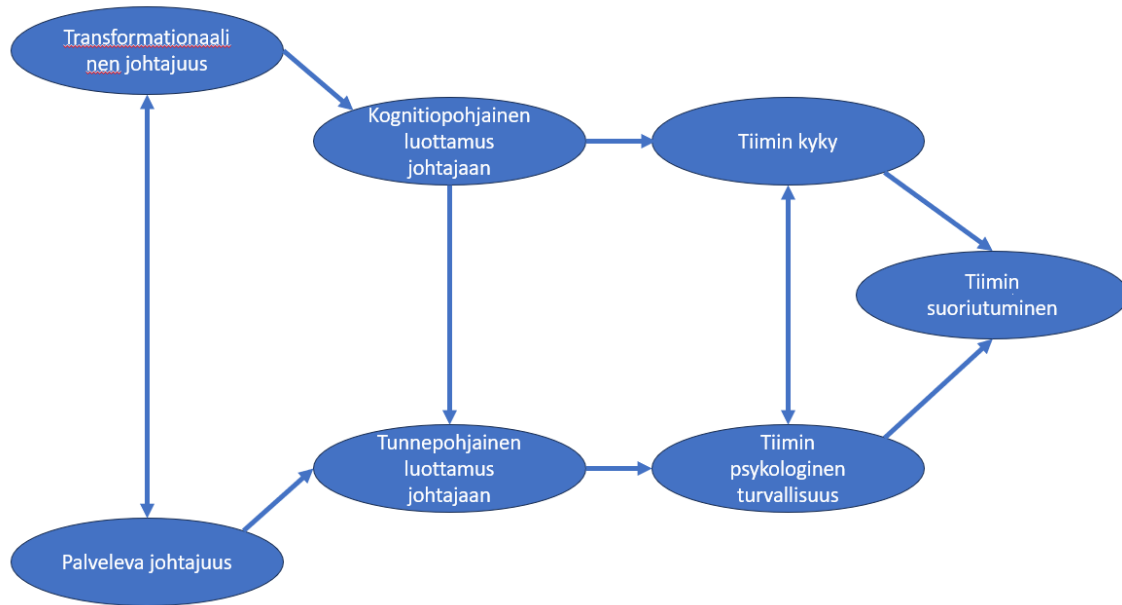 Transformationaali
nen johtajuus
Kognitiopohjainen
luottamus
johtajaan
Tiimin kyky
Tiimin
suoriutuminen
Tunnepohjainen
luottamus
johtajaan
Tiimin
psykologinen
turvallisuus
Palveleva johtajuus